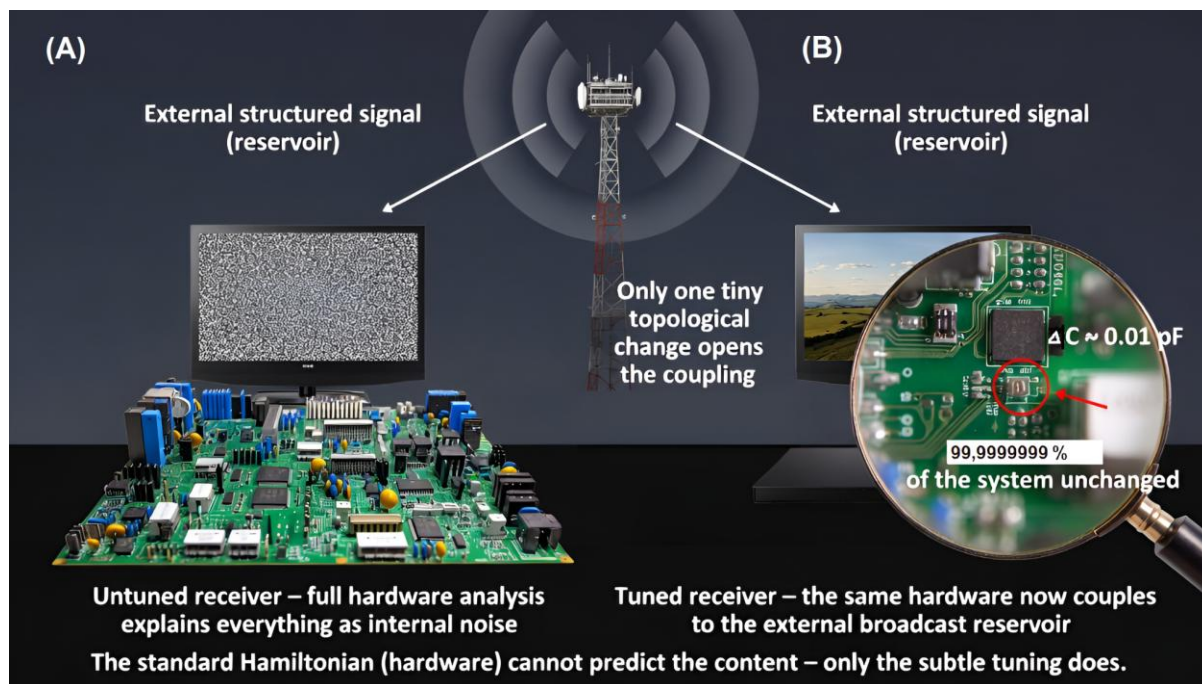 (A)
(B)
External structured signal
(reservoir)
External structured signal
(reservoir)
Only one tiny
topological
change opens
the coupling
Δ C ~ 0.01 pF
99,9999999 %
of the system unchanged
Untuned receiver – full hardware analysis
explains everything as internal noise
Tuned receiver – the same hardware now couples
to the external broadcast reservoir
The standard Hamiltonian (hardware) cannot predict the content – only the subtle tuning does.